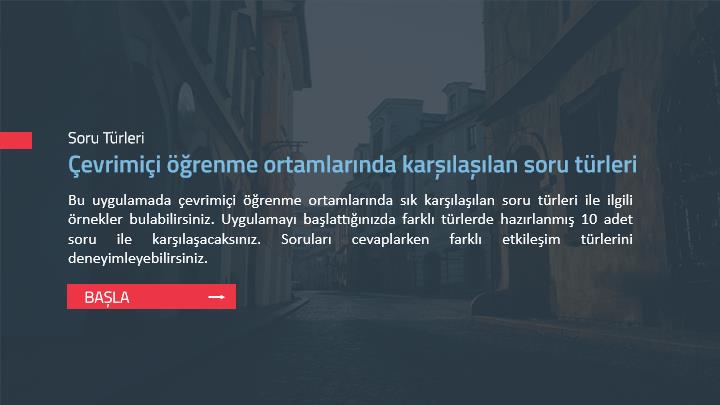 Soru Türleri
Çevrimiçi öğrenme ortamlarında karşılaşılan soru türleri
Bu uygulamada çevrimiçi öğrenme ortamlarında sık karşılaşılan soru türleri ile ilgili
örnekler bulabilirsiniz. Uygulamayı başlattığınızda farklı türlerde hazırlanmış 10 adet
soru ile karşılaşacaksınız. Soruları cevaplarken farklı etkileşim türlerini
deneyimleyebilirsiniz.
BAŞLA